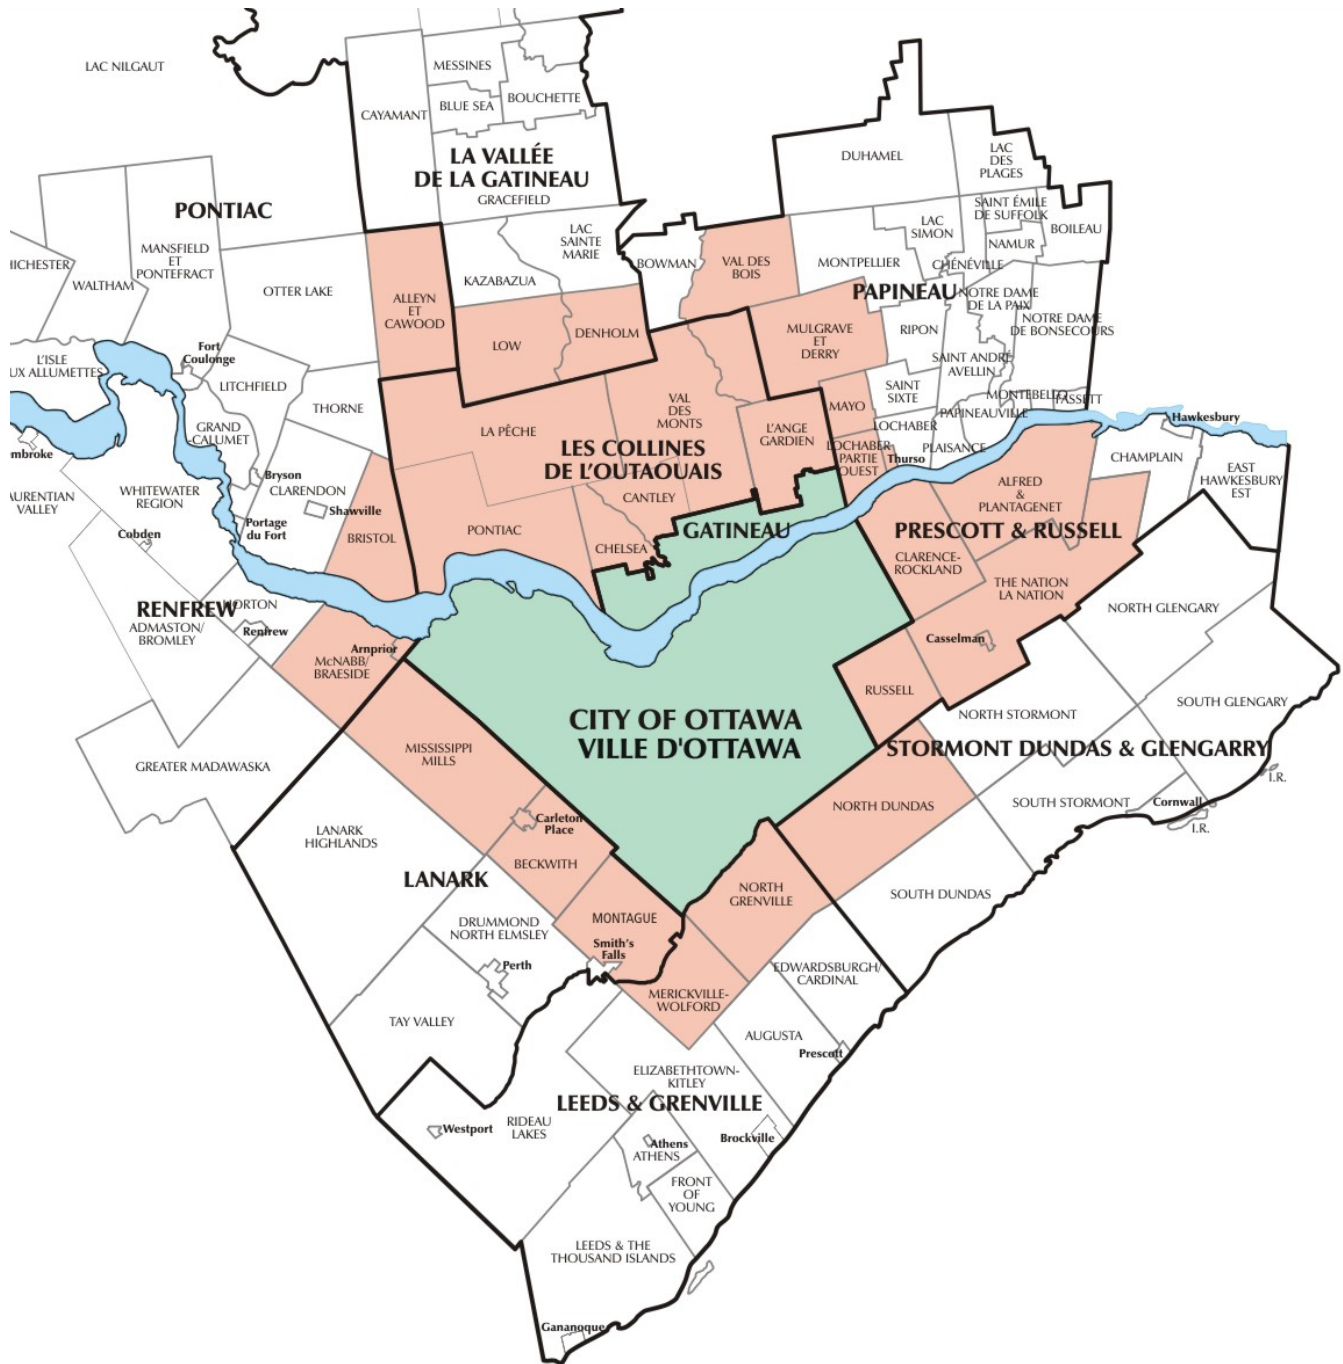 LAC NILGAUT
MESSINES
BLUE SEA
BOUCHETTE
CAYAMANT
LA VALLÉE
DE LA GATINEAU
GRACEFIELD
DUHAMEL
LAC
DES
PLAGES
PONTIAC
MANSFIELD
ET
PONTEFRACT
HICHESTER
WALTHAM
OTTER LAKE
ALLEYN
ET
CAWOOD
KAZABAZUA
LAC
SAINTE
MARIE
BOWMAN
VAL DES
BOIS
MONTPELLIER
LAC
SIMON
SAINT ÉMILE
DE SUFFOLK
NAMUR
BOILEAU
CHÉNÉVILLE
PAPINEAU
NOTRE DAME
DE LA PAIX
NOTRE DAME
DE BONSECOURS
LOW
DENHOLM
MULGRAVE
ET
DERRY
RIPON
SAINT ANDRÉ
AVELLIN
L'ISLE
UX ALLUMETTES
Fort
Coulonge
LITCHFIELD
THORNE
SAINT
SIXTE
MONTEBELLO
FASSETT
MAYO
LOCHABER
PAPINEAUVILLE
PLAISANCE
Hawkesbury
GRAND
-CALUMET
LA PÊCHE
VAL
DES
MONTS
L'ANGE
GARDIEN
LES COLLINES
DE L'OUTAOUAIS
LOCHABER
PARTIE
OUEST
Thurso
CHAMPLAIN
EAST
HAWKESBURY
EST
mbroke
AURENTIAN
VALLEY
WHITEWATER
REGION
Bryson
CLARENDON
Shawville
Cobden
Portage
du Fort
BRISTOL
PONTIAC
CANTLEY
CHELSEA
GATINEAU
ALFRED
&
PLANTAGENET
PRESCOTT & RUSSELL
CLARENCE-
ROCKLAND
THE NATION
LA NATION
NORTH GLENGARY
RENFREW
HORTON
ADMASTON/
BROMLEY
Renfrew
Arnprior
McNABB/
BRAESIDE
Casselman
RUSSELL
SOUTH GLENGARY
NORTH STORMONT
CITY OF OTTAWA
VILLE D'OTTAWA
STORMONT DUNDAS & GLENGARRY
GREATER MADAWASKA
MISSISSIPPI
MILLS
NORTH DUNDAS
SOUTH STORMONT
Cornwall
I.R.
I.R.
LANARK
HIGHLANDS
Carleton
Place
BECKWITH
LANARK
NORTH
GRENVILLE
SOUTH DUNDAS
DRUMMOND
NORTH ELMSLEY
MONTAGUE
Smith's
Falls
Perth
MERICKVILLE-
WOLFORD
EDWARDSBURGH/
CARDINAL
TAY VALLEY
AUGUSTA
Prescott
ELIZABETHTOWN-
KITLEY
LEEDS & GRENVILLE
Westport
RIDEAU
LAKES
Athens
ATHENS
Brockville
FRONT
OF
YOUNG
LEEDS & THE
THOUSAND ISLANDS
Gananoque